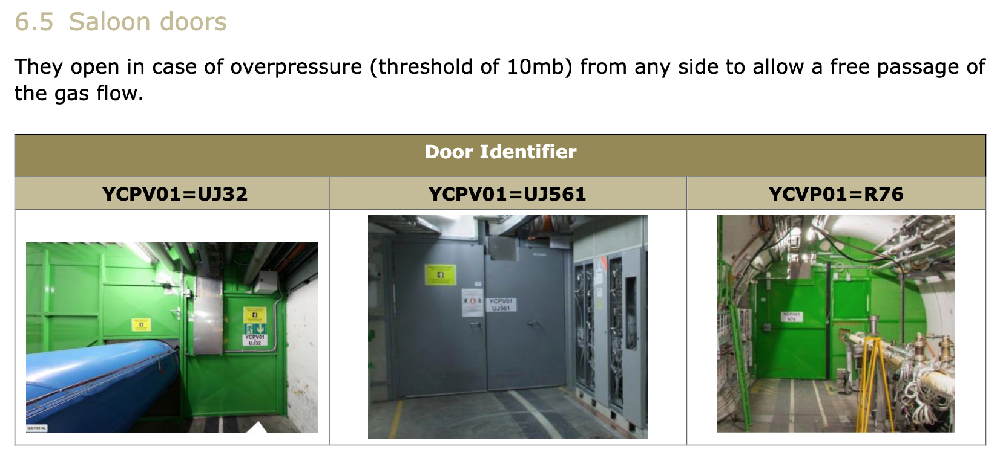 6.5 Saloon doors
They open in case of overpressure (threshold of 10mb) from any side to allow a free passage of
the gas flow.
Door Identifier
YCPV01=UJ32
YCPV01=UJ561
YCVP01=R76
YCPV01
UJ32
GIS PORTAL
YCPV01
UJ561
YCPV01
R76